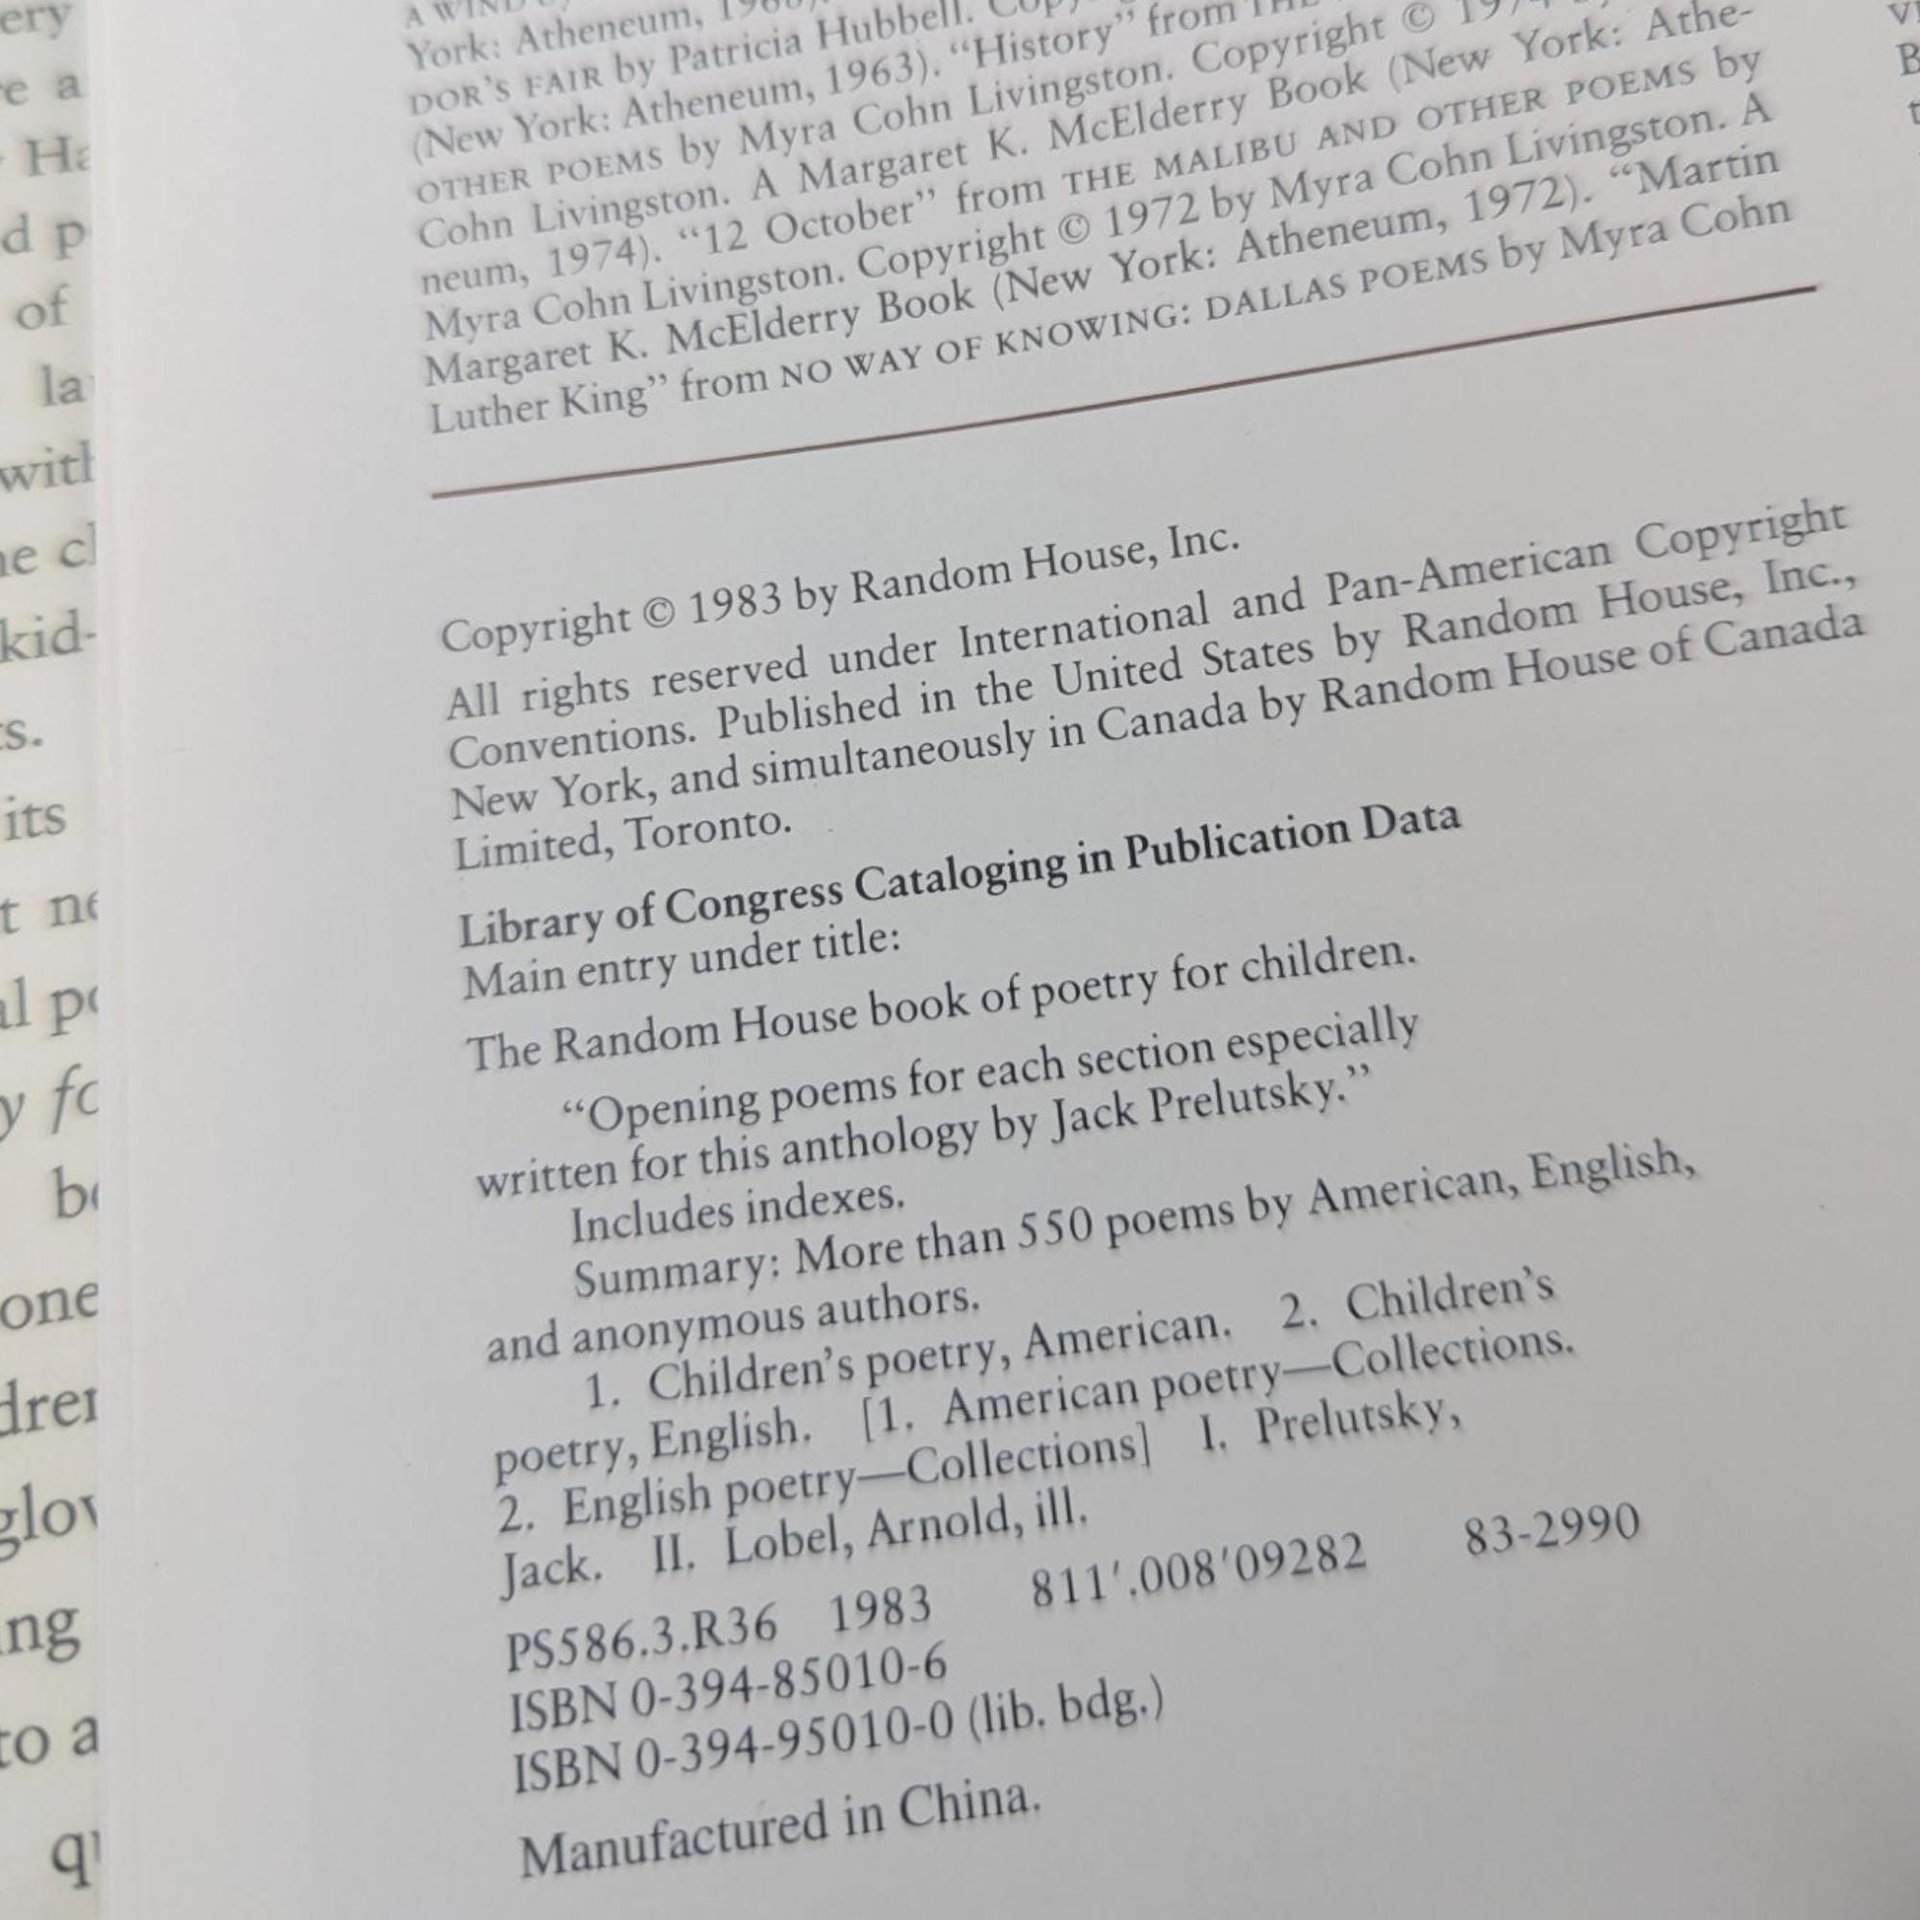 ery
York: Atheneum,
DOR'S FAIR by Patricia Hubbell.
(New York: Atheneum, 1963). “History” from
OTHER POEMS by Myra Cohn Livingston. Copyright ©
Cohn Livingston. A Margaret K. McElderry Book (New York: Athe-
neum, 1974). “12 October” from THE MALIBU AND OTHER POEMS by
Myra Cohn Livingston. Copyright © 1972 by Myra Cohn Livingston. A
Margaret K. McElderry Book (New York: Atheneum, 1972). “Martin
Luther King” from NO WAY OF KNOWING: DALLAS POEMS by Myra Cohn
Copyright © 1983 by Random House, Inc.
All rights reserved under International and Pan-American Copyright
Conventions. Published in the United States by Random House, Inc.,
New York, and simultaneously in Canada by Random House of Canada
Limited, Toronto.
Library of Congress Cataloging in Publication Data
Main entry under title:
The Random House book of poetry for children.
“Opening poems for each section especially
written for this anthology by Jack Prelutsky.”
Includes indexes.
Summary: More than 550 poems by American, English,
and anonymous authors.
1. Children's poetry, American. 2. Children's
poetry, English. [1. American poetry—Collections.
2. English poetry—Collections] I. Prelutsky,
Jack. II. Lobel, Arnold, ill.
PS586.3.R36 1983 811'.008'09282 83-2990
ISBN 0-394-85010-6
ISBN 0-394-95010-0 (lib. bdg.)
Manufactured in China.